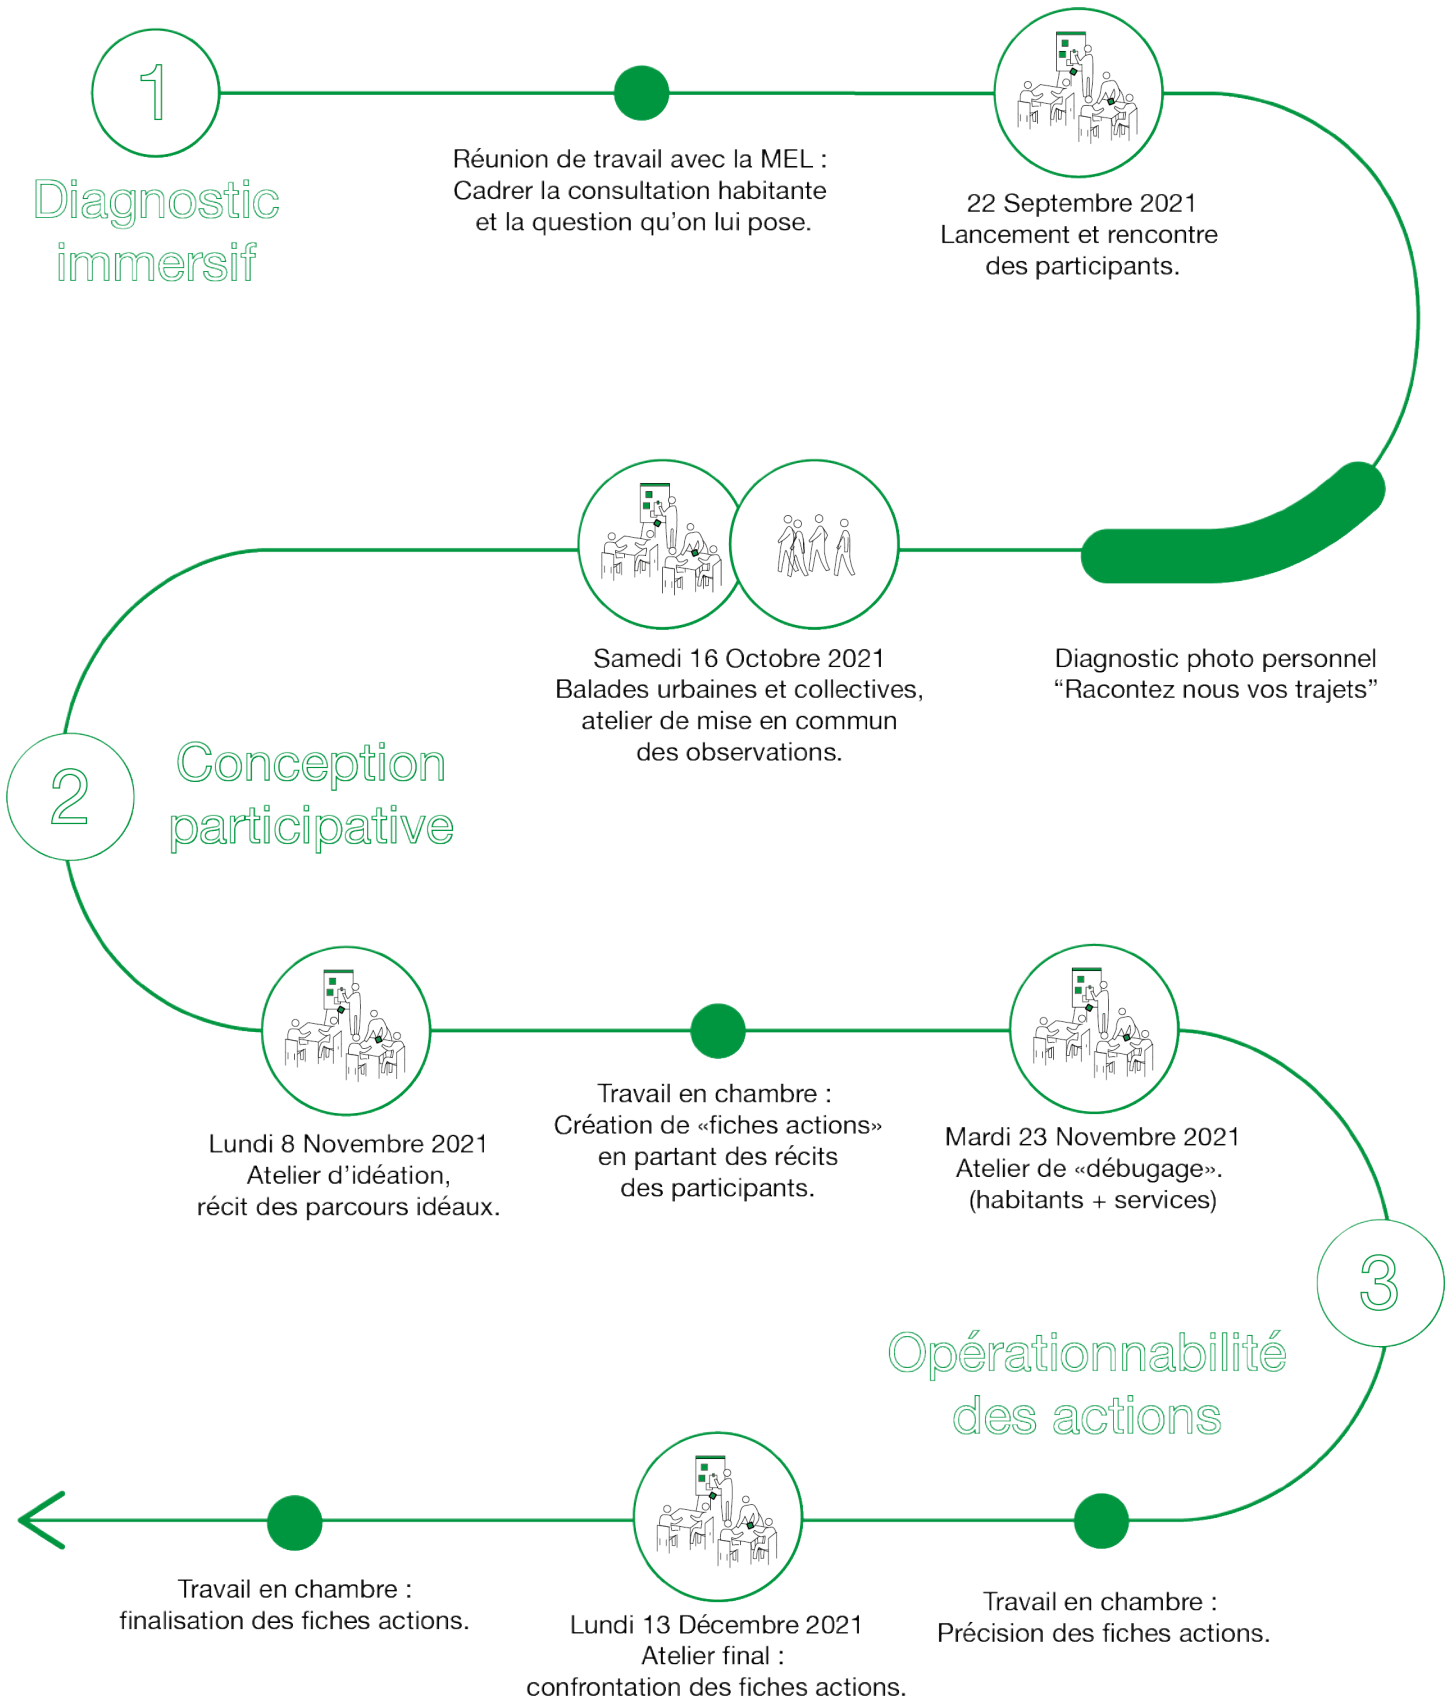 1
Diagnostic
immersif
Réunion de travail avec la MEL :
Cadrer la consultation habitante
et la question qu'on lui pose.
22 Septembre 2021
Lancement et rencontre
des participants.
Diagnostic photo personnel
“Racontez nous vos trajets”
Samedi 16 Octobre 2021
Balades urbaines et collectives,
atelier de mise en commun
des observations.
2
Conception
participative
Lundi 8 Novembre 2021
Atelier d'idéation,
récit des parcours idéaux.
Travail en chambre :
Création de «fiches actions»
en partant des récits
des participants.
Mardi 23 Novembre 2021
Atelier de «débugage».
(habitants + services)
3
Opérationnabilité
des actions
Travail en chambre :
Précision des fiches actions.
Lundi 13 Décembre 2021
Atelier final :
confrontation des fiches actions.
Travail en chambre :
finalisation des fiches actions.